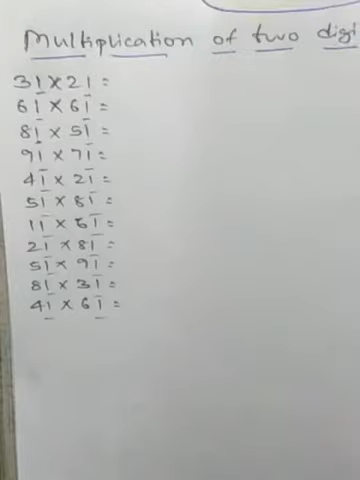 Multiplication of two digi
31 x 21 =
61 x 61 =
81 x 51 =
91 x 71 =
41 x 21 =
51 x 81 =
11 x 61 =
21 x 81 =
51 x 91 =
81 x 31 =
41 x 61 =